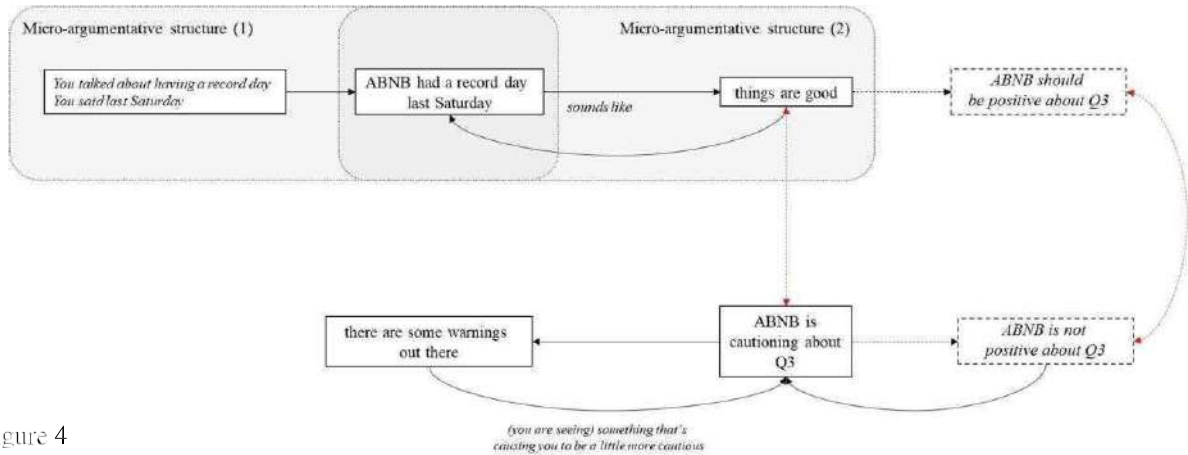 Micro-argumentative structure (1)
Micro-argumentative structure (2)
You talked about having a record day
You said last Saturday
ABNB had a record day
last Saturday
sounds like
things are good
ABNB should
be positive about Q3
there are some warnings
out there
ABNB is
cautioning about
Q3
ABNB is not
positive about Q3
(you are seeing) something that's
causing you to be a little more cautious
gure 4